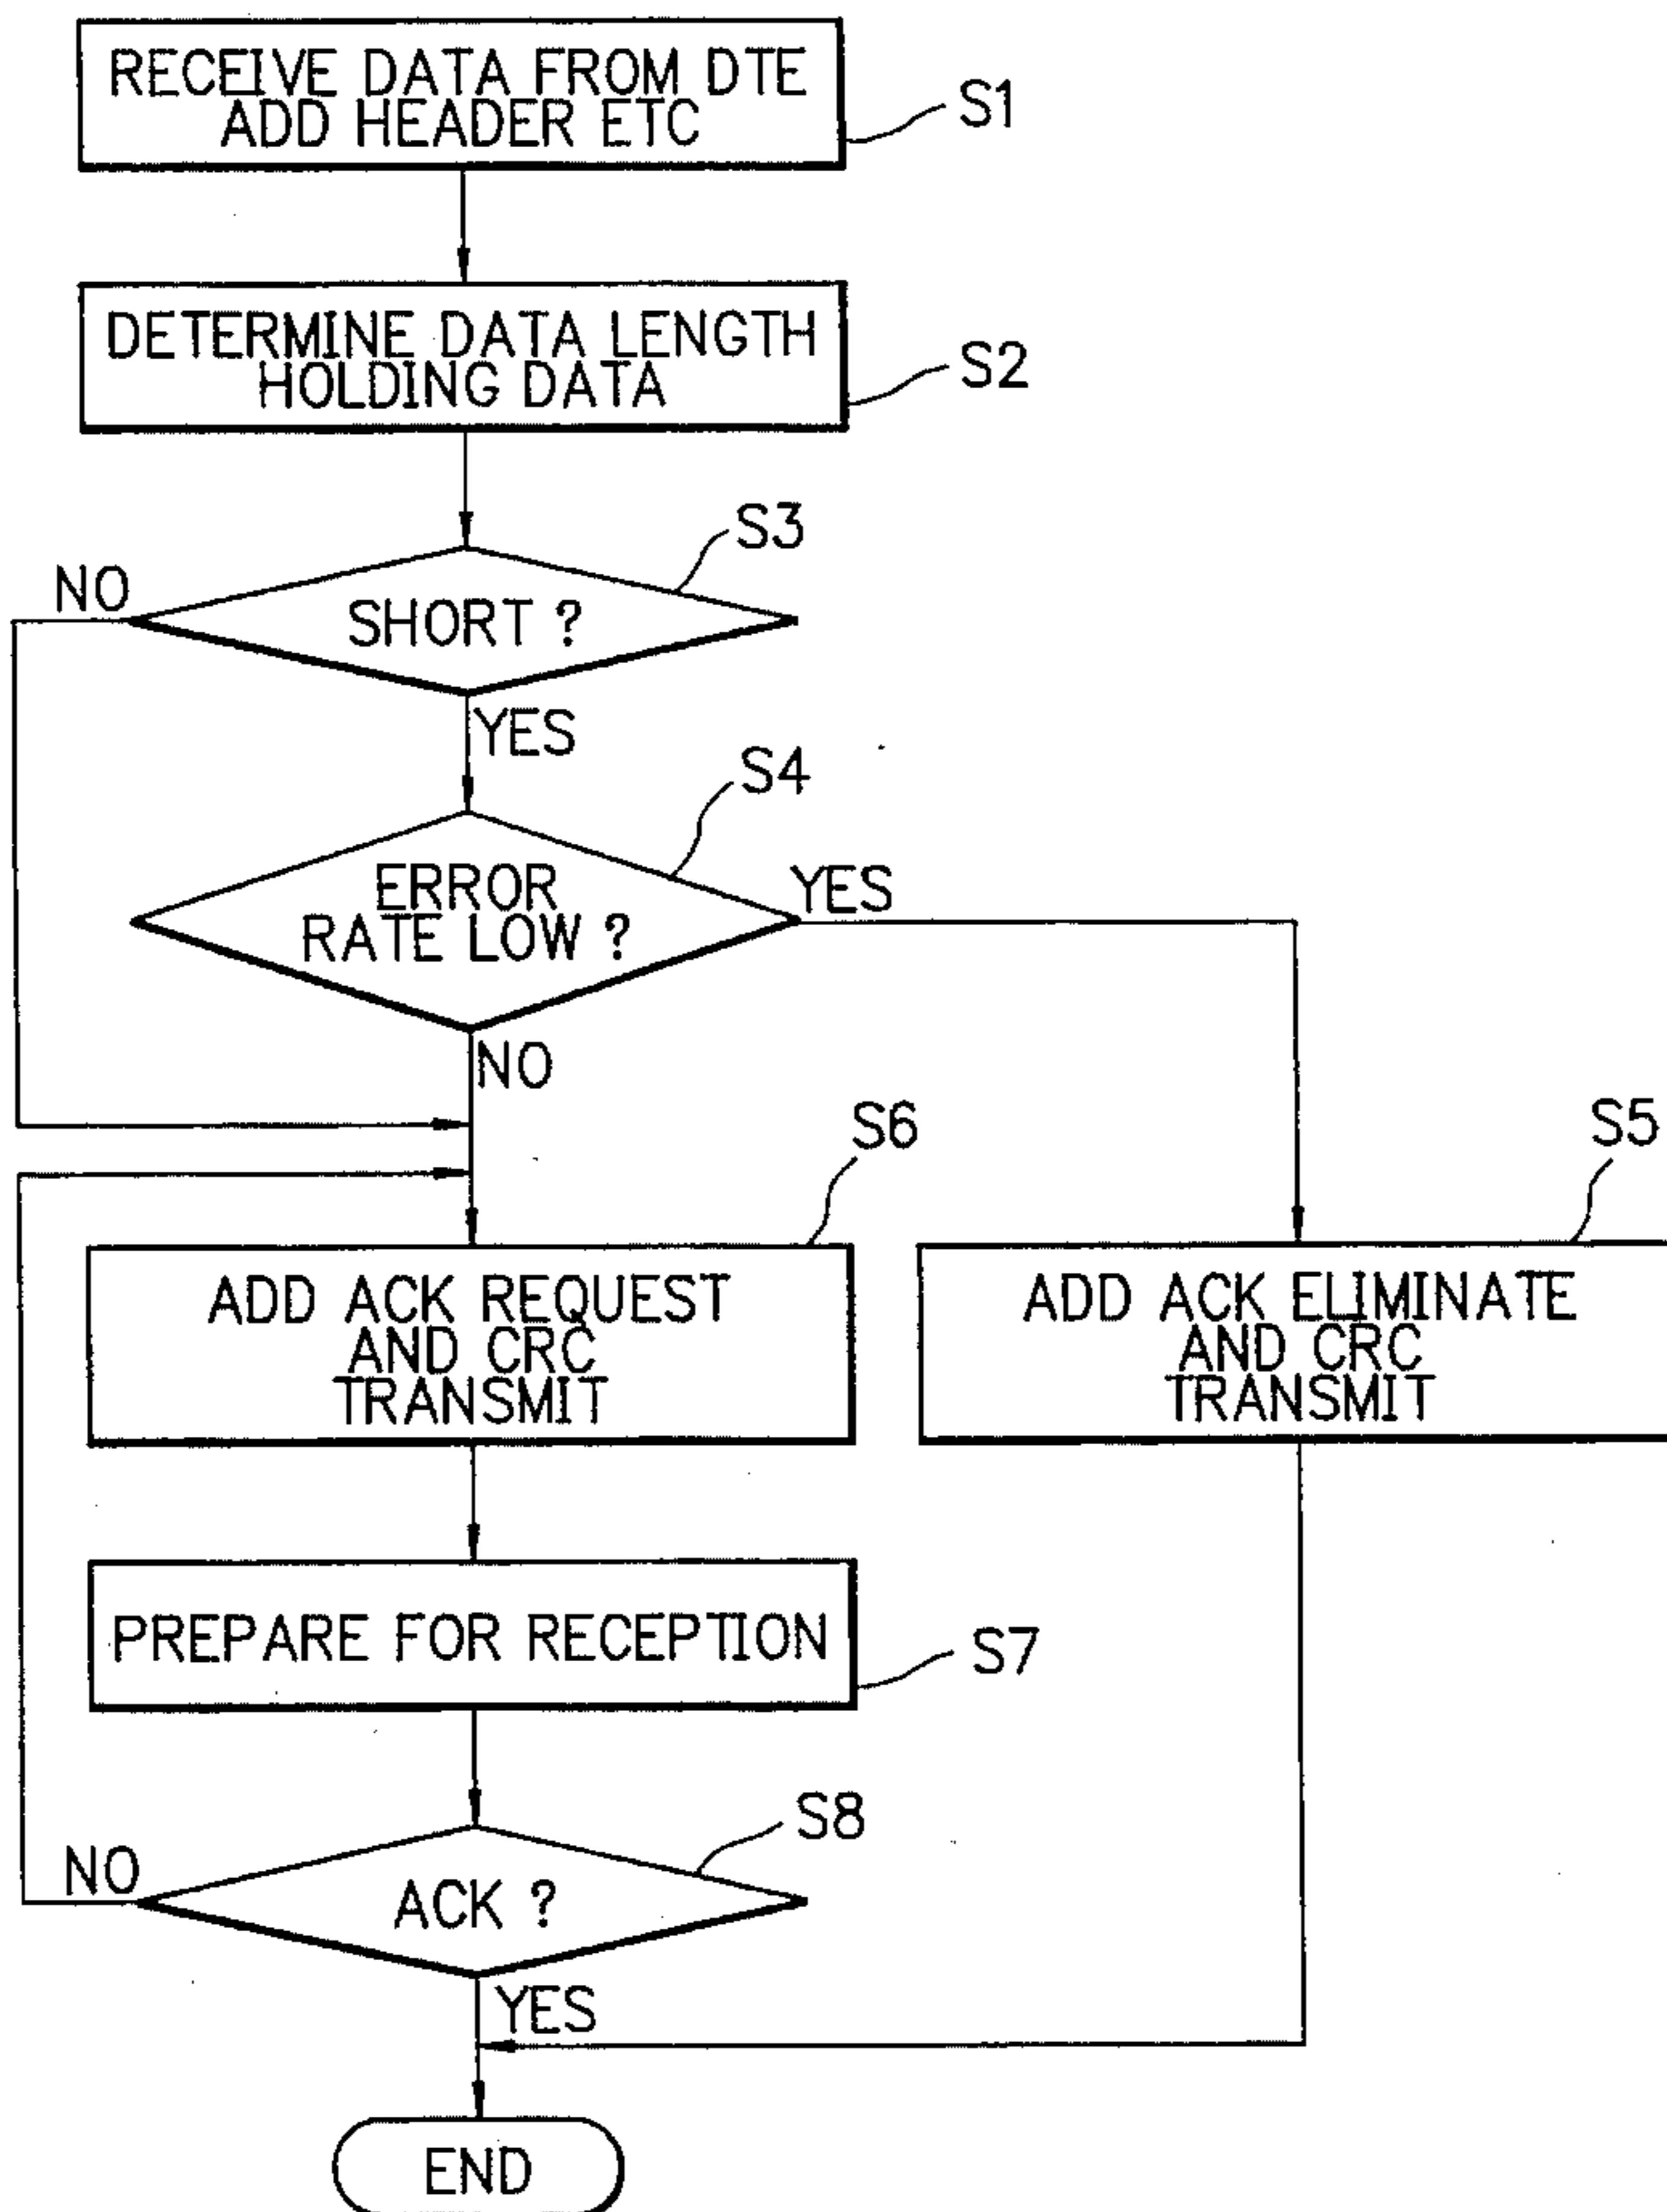 RECEIVE DATA FROM DTE
ADD HEADER ETC
S1
DETERMINE DATA LENGTH
HOLDING DATA
S2
S3
NO
SHORT ?
YES
S4
ERROR
RATE LOW ?
YES
NO
S6
S5
ADD ACK REQUEST
AND CRC
TRANSMIT
ADD ACK ELIMINATE
AND CRC
TRANSMIT
PREPARE FOR RECEPTION
S7
S8
NO
ACK ?
YES
END